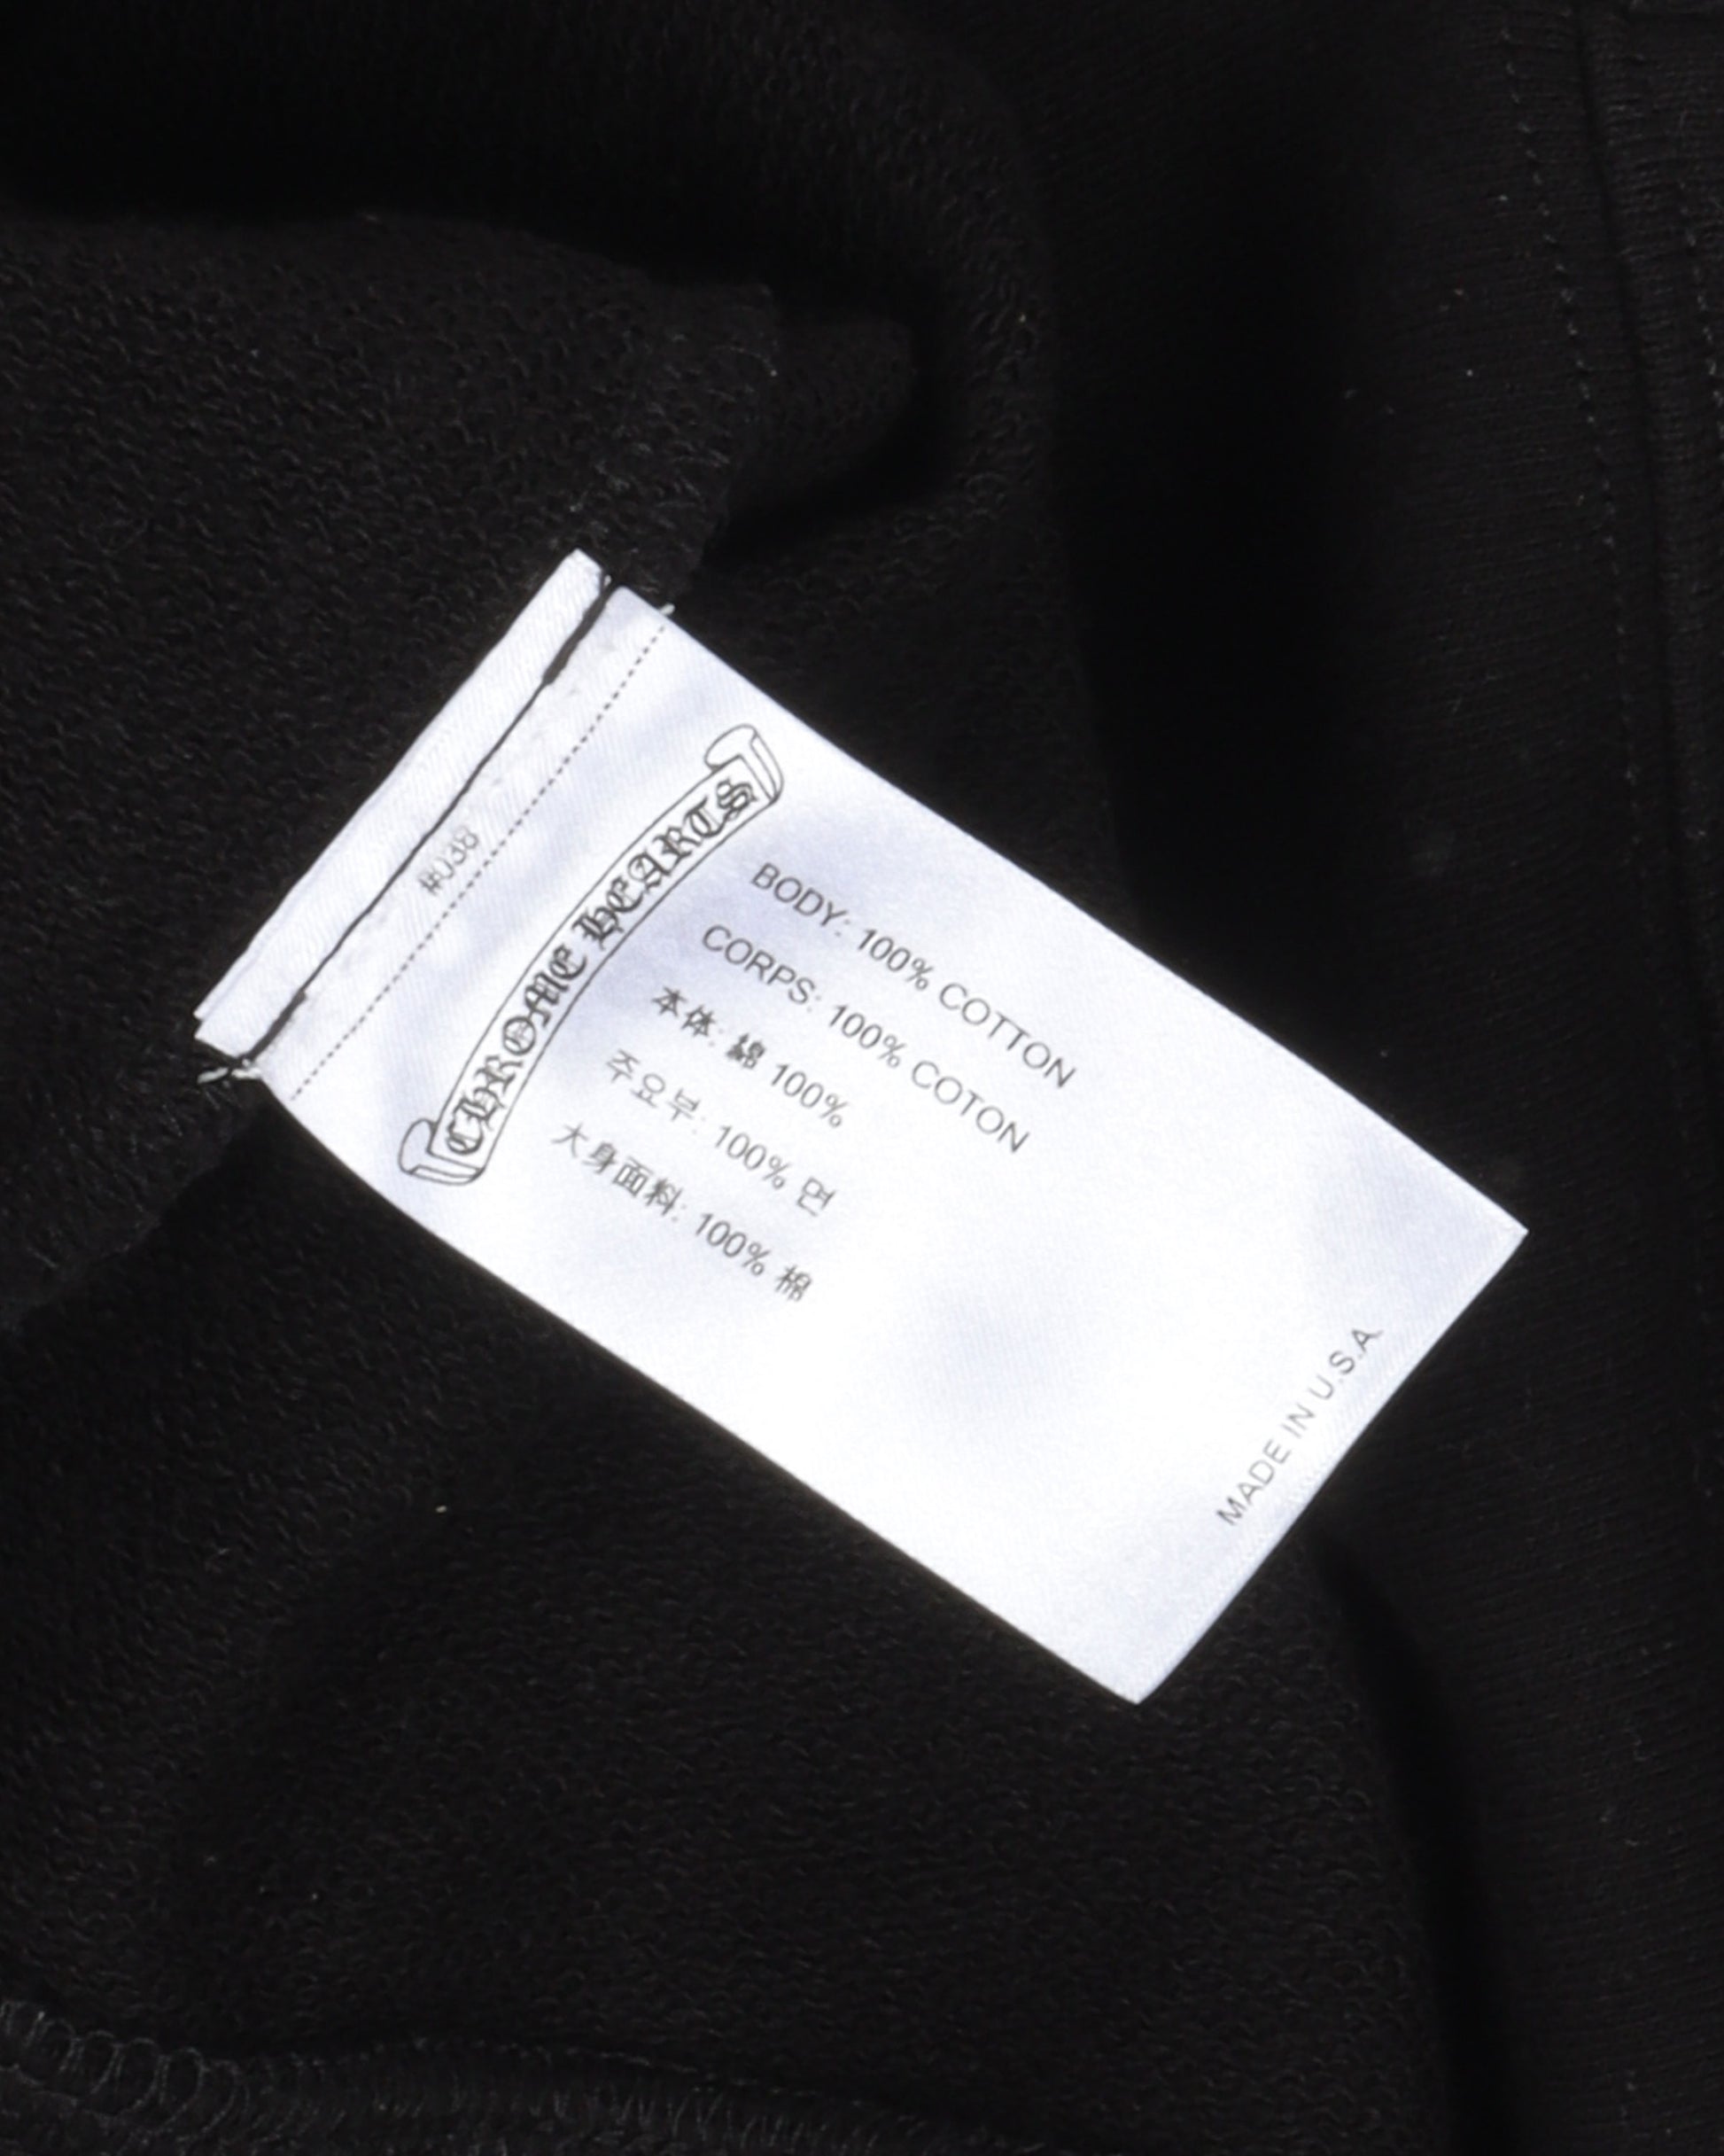 #038
CHROME HEARTS
BODY: 100% COTTON
CORPS: 100% COTON
本体: 綿 100%
주요부: 100% 면
大身面料: 100% 棉
MADE IN U.S.A.